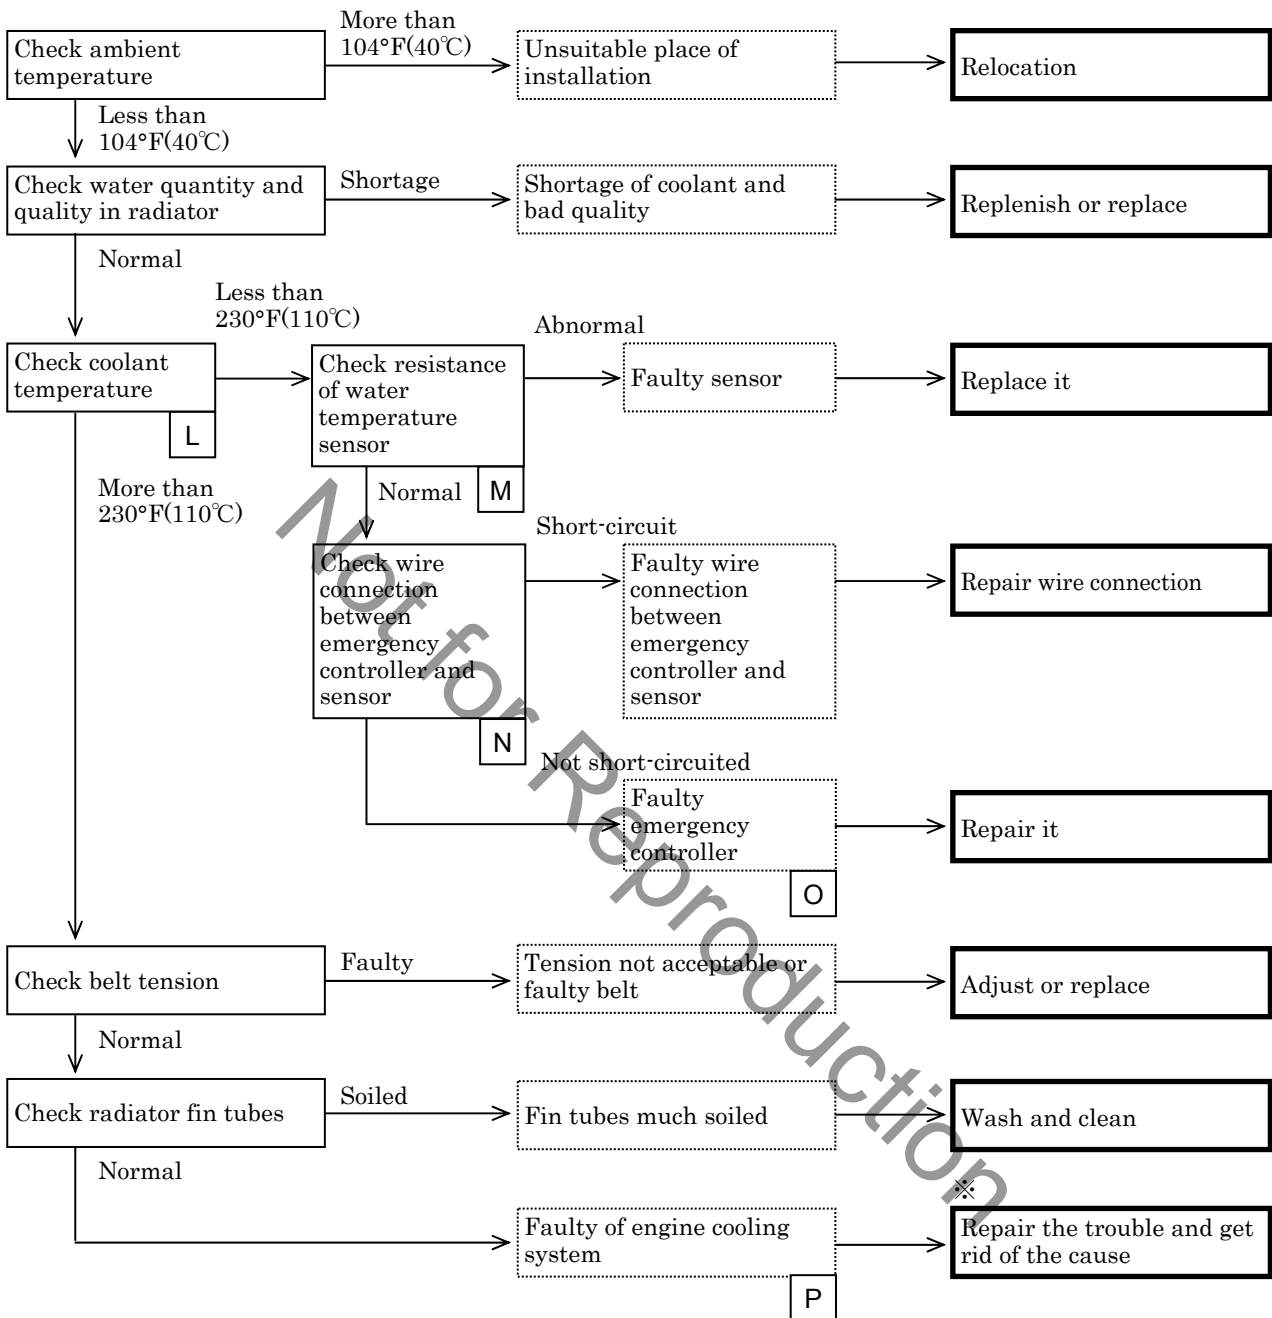 More than
104°F(40℃)
Check ambient
temperature
Unsuitable place of
installation
Relocation
Less than
104°F(40℃)
Check water quantity and
quality in radiator
Shortage
Shortage of coolant and
bad quality
Replenish or replace
Normal
Less than
230°F(110℃)
Abnormal
Check coolant
temperature
L
Check resistance
of water
temperature
sensor
M
Faulty sensor
Replace it
More than
230°F(110℃)
Normal
Short-circuit
Check wire
connection
between
emergency
controller and
sensor
N
Faulty wire
connection
between
emergency
controller and
sensor
Repair wire connection
Not short-circuited
Faulty
emergency
controller
O
Repair it
Check belt tension
Faulty
Tension not acceptable or
faulty belt
Adjust or replace
Normal
Check radiator fin tubes
Soiled
Fin tubes much soiled
Wash and clean
Normal
※
Faulty of engine cooling
system
P
Repair the trouble and get
rid of the cause
Not for Reproduction